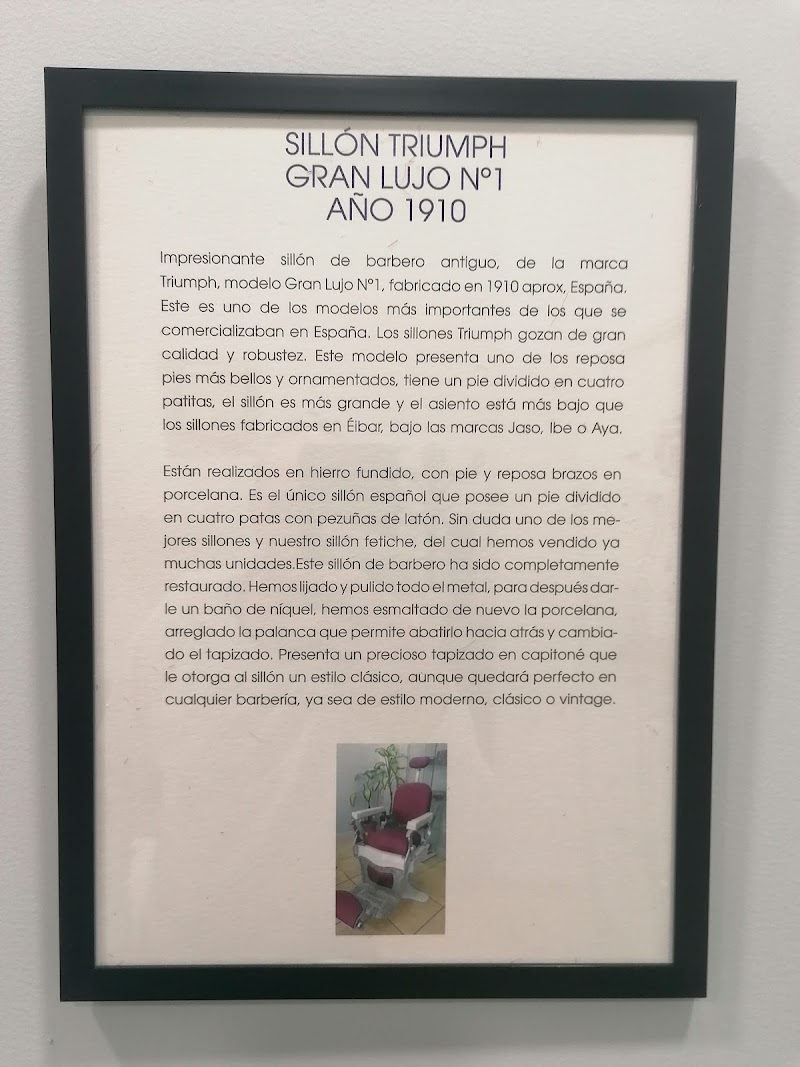 SILLÓN TRIUMPH
GRAN LUJO Nº1
AÑO 1910
Impresionante sillón de barbero antiguo, de la marca
Triumph, modelo Gran Lujo Nº1, fabricado en 1910 aprox, España.
Este es uno de los modelos más importantes de los que se
comercializaban en España. Los sillones Triumph gozan de gran
calidad y robustez. Este modelo presenta uno de los reposa
pies más bellos y ornamentados, tiene un pie dividido en cuatro
patitas, el sillón es más grande y el asiento está más bajo que
los sillones fabricados en Éibar, bajo las marcas Jaso, Ibe o Aya.
Están realizados en hierro fundido, con pie y reposa brazos en
porcelana. Es el único sillón español que posee un pie dividido
en cuatro patas con pezuñas de latón. Sin duda uno de los me-
jores sillones y nuestro sillón fetiche, del cual hemos vendido ya
muchas unidades.Este sillón de barbero ha sido completamente
restaurado. Hemos lijado y pulido todo el metal, para después dar-
le un baño de níquel, hemos esmaltado de nuevo la porcelana,
arreglado la palanca que permite abatirlo hacia atrás y cambia-
do el tapizado. Presenta un precioso tapizado en capitoné que
le otorga al sillón un estilo clásico, aunque quedará perfecto en
cualquier barbería, ya sea de estilo moderno, clásico o vintage.